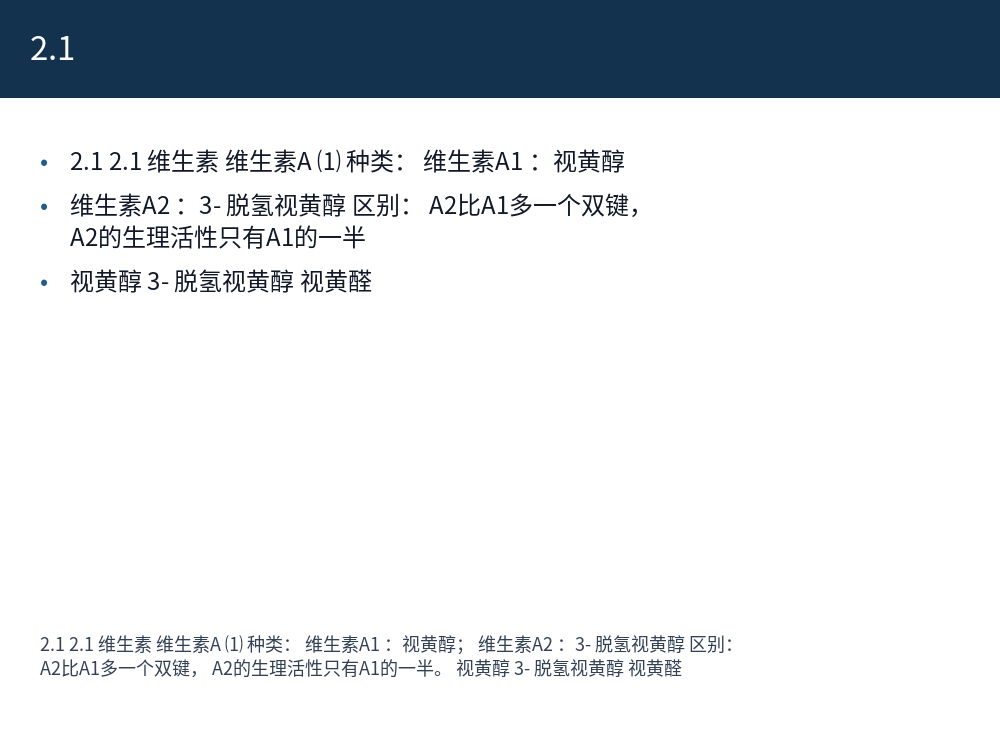 2.1
• 2.1 2.1 维生素 维生素A (1) 种类： 维生素A1 ：视黄醇
• 维生素A2 ：3- 脱氢视黄醇 区别： A2比A1多一个双键，
A2的生理活性只有A1的一半
• 视黄醇 3- 脱氢视黄醇 视黄醛
2.1 2.1 维生素 维生素A (1) 种类： 维生素A1 ：视黄醇； 维生素A2 ：3- 脱氢视黄醇 区别：
A2比A1多一个双键， A2的生理活性只有A1的一半。 视黄醇 3- 脱氢视黄醇 视黄醛